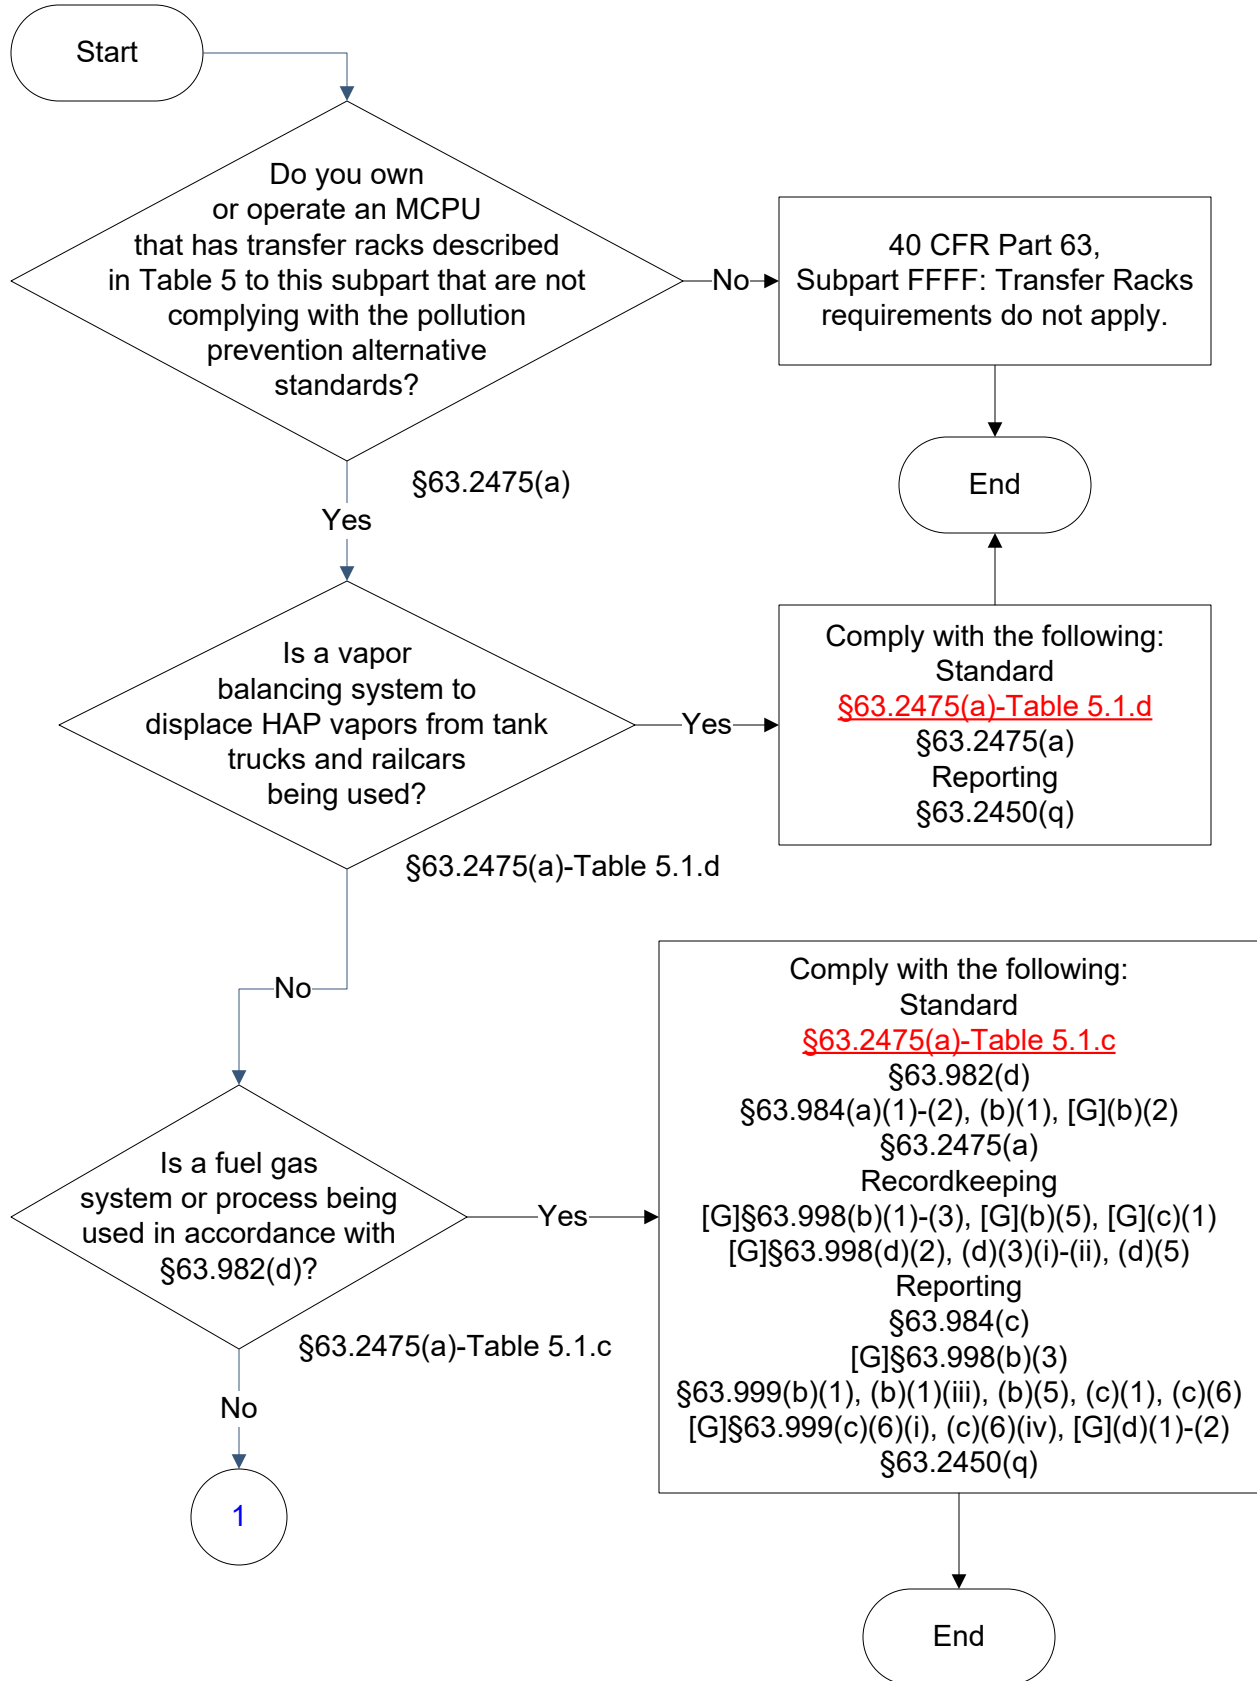 Start
Do you own
or operate an MCPU
that has transfer racks described
in Table 5 to this subpart that are not
complying with the pollution
prevention alternative
standards?
No
40 CFR Part 63,
Subpart FFFF: Transfer Racks
requirements do not apply.
§63.2475(a)
End
Yes
Is a vapor
balancing system to
displace HAP vapors from tank
trucks and railcars
being used?
Yes
Comply with the following:
Standard
§63.2475(a)-Table 5.1.d
§63.2475(a)
Reporting
§63.2450(q)
§63.2475(a)-Table 5.1.d
No
Is a fuel gas
system or process being
used in accordance with
§63.982(d)?
Yes
Comply with the following:
Standard
§63.2475(a)-Table 5.1.c
§63.982(d)
§63.984(a)(1)-(2), (b)(1), [G](b)(2)
§63.2475(a)
Recordkeeping
[G]§63.998(b)(1)-(3), [G](b)(5), [G](c)(1)
[G]§63.998(d)(2), (d)(3)(i)-(ii), (d)(5)
Reporting
§63.984(c)
[G]§63.998(b)(3)
§63.999(b)(1), (b)(1)(iii), (b)(5), (c)(1), (c)(6)
[G]§63.999(c)(6)(i), (c)(6)(iv), [G](d)(1)-(2)
§63.2450(q)
§63.2475(a)-Table 5.1.c
No
1
End